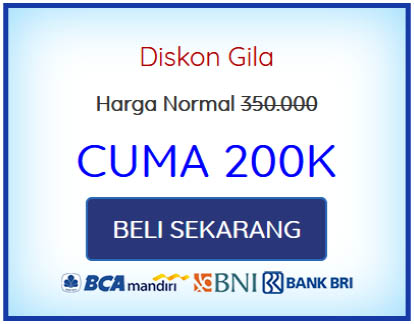 Diskon Gila
Harga Normal 350.000
CUMA 200K
BELI SEKARANG
BCA mandiri BNI BANK BRI